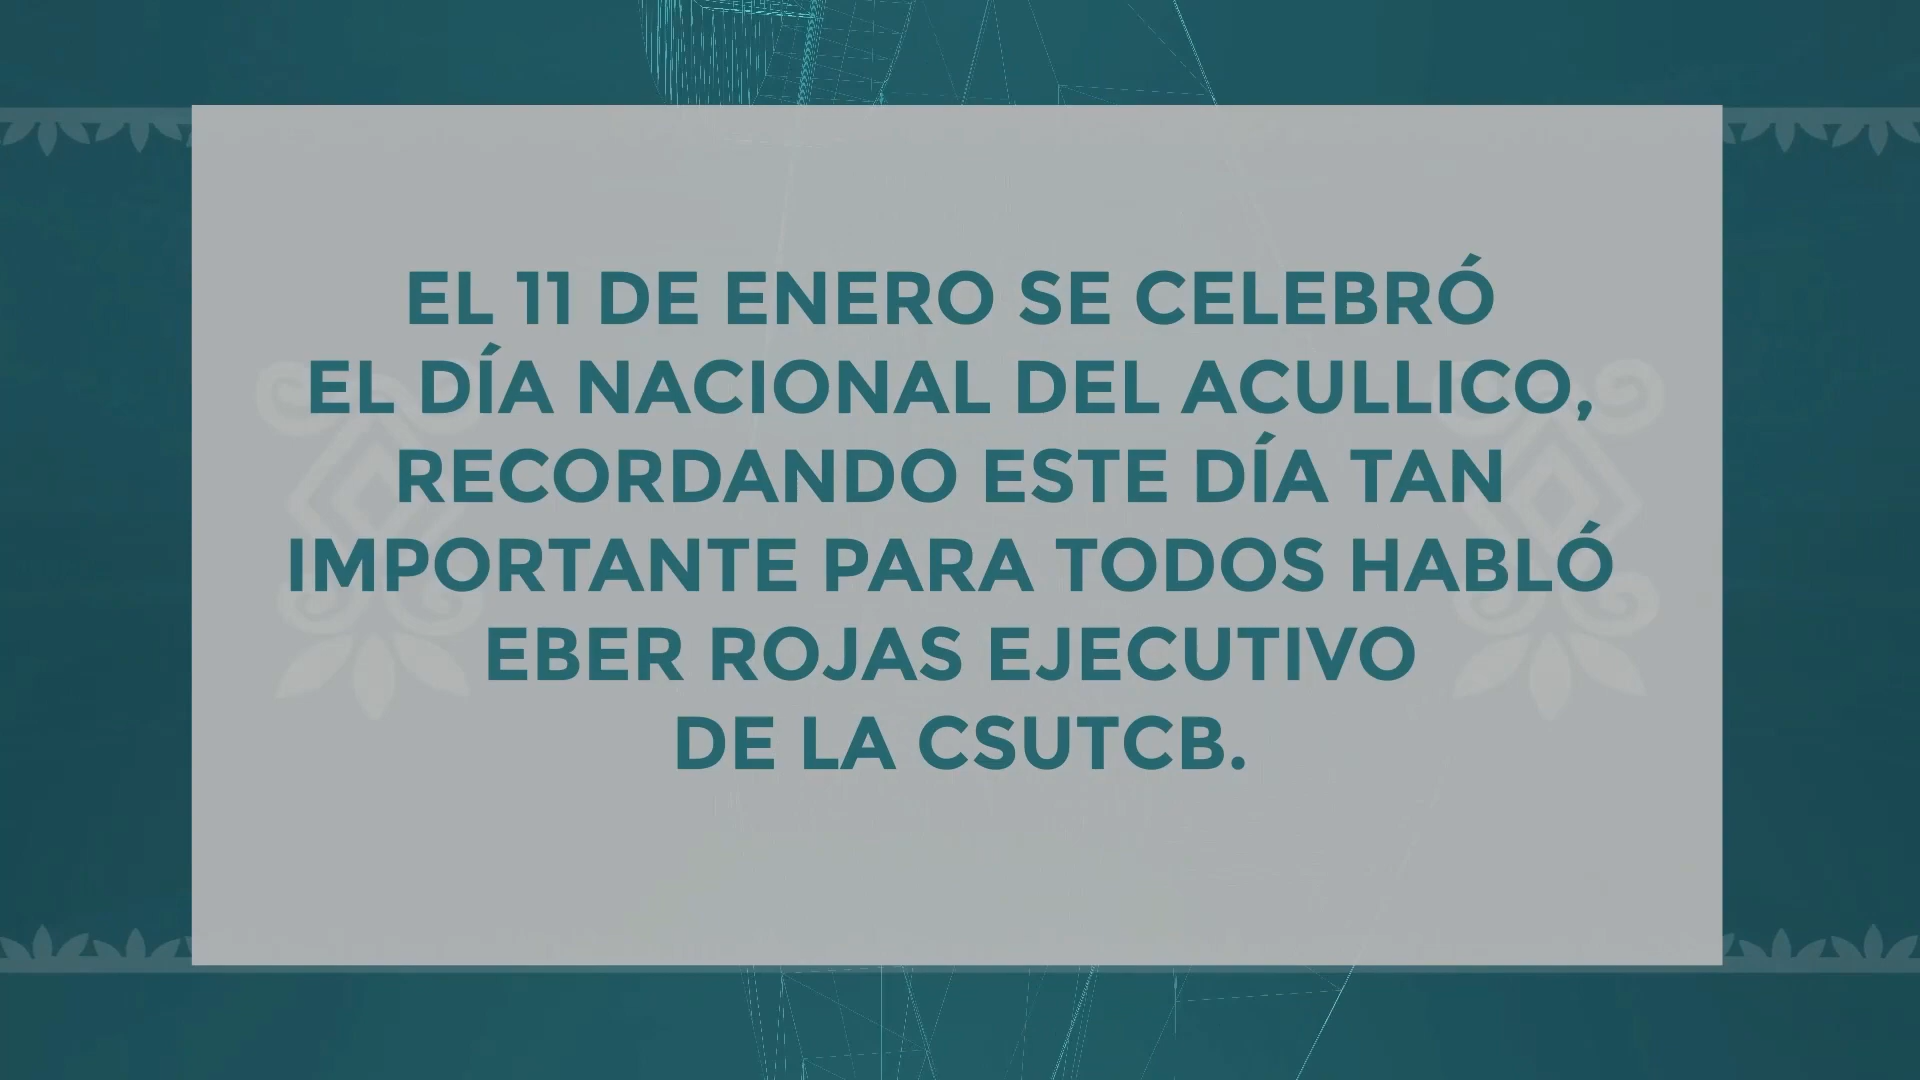 EL 11 DE ENERO SE CELEBRÓ
EL DÍA NACIONAL DEL ACULLICO,
RECORDANDO ESTE DÍA TAN
IMPORTANTE PARA TODOS HABLÓ
EBER ROJAS EJECUTIVO
DE LA CSUTCB.